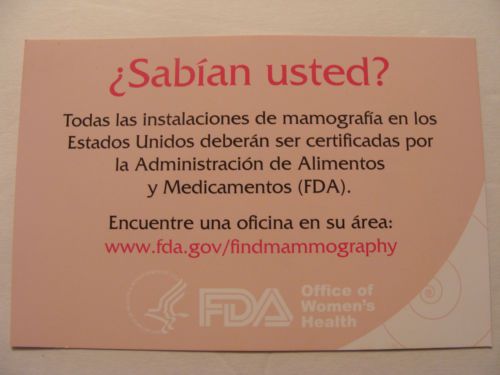 ¿Sabían usted?
Todas las instalaciones de mamografía en los
Estados Unidos deberán ser certificadas por
la Administración de Alimentos
y Medicamentos (FDA).
Encuentre una oficina en su área:
www.fda.gov/findmammography
FDA
Office of
Women's
Health